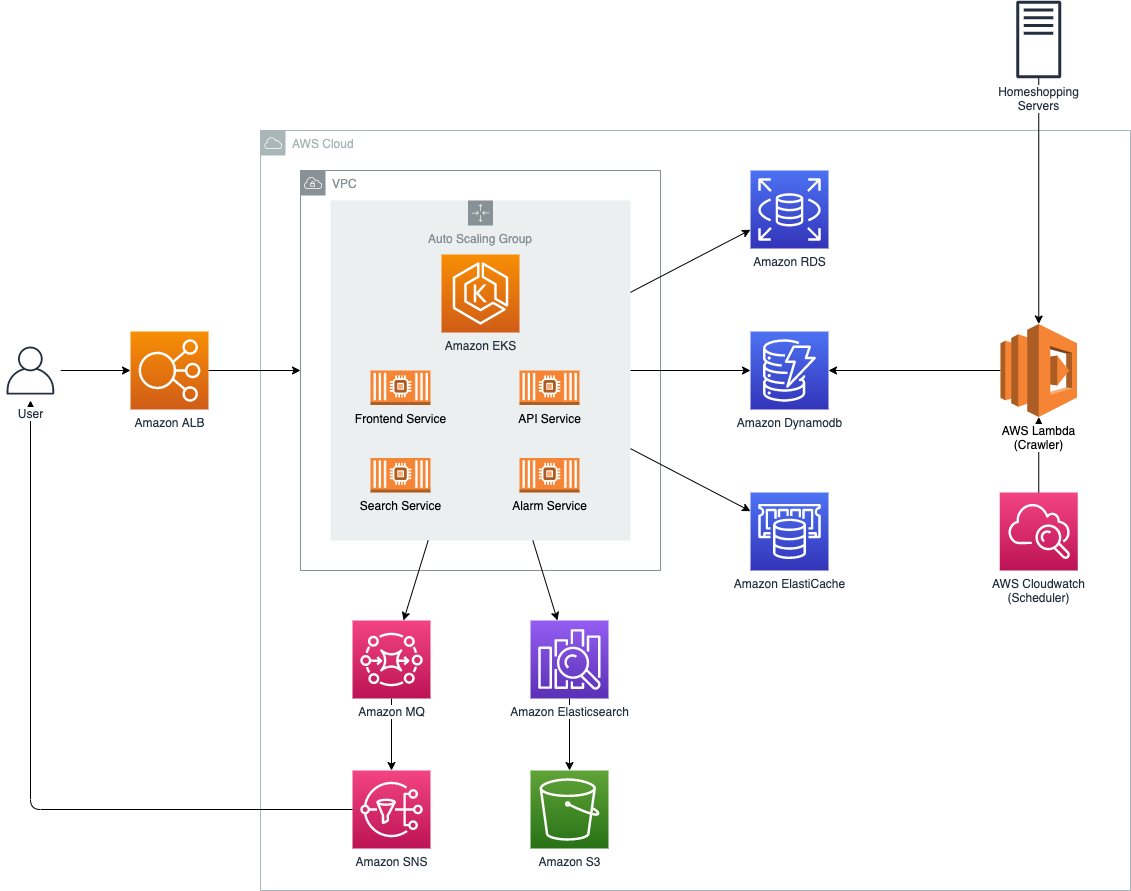 Homeshopping
Servers
AWS Cloud
VPC
Auto Scaling Group
Amazon RDS
K
Amazon EKS
User
Amazon ALB
Frontend Service
API Service
Amazon Dynamodb
AWS Lambda
(Crawler)
Search Service
Alarm Service
Amazon ElastiCache
AWS Cloudwatch
(Scheduler)
Amazon MQ
Amazon Elasticsearch
Amazon SNS
Amazon S3